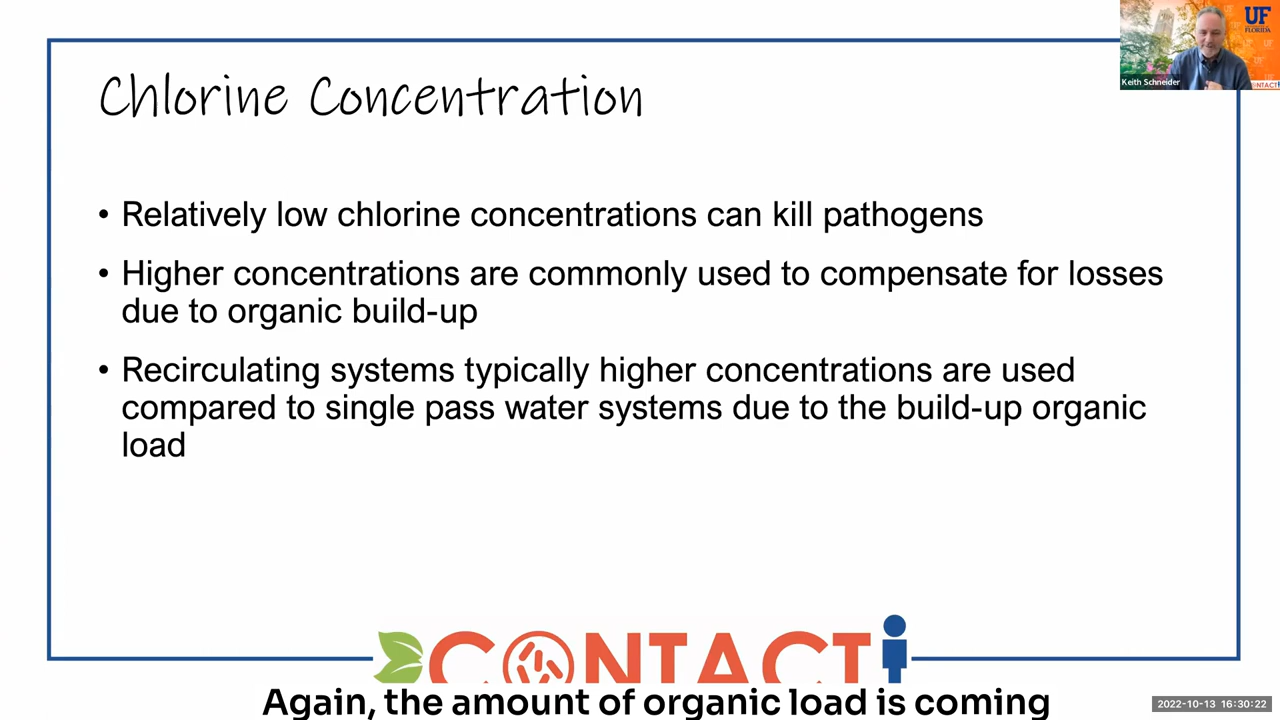 Chlorine Concentration
UF
FLORIDA
Keith Schneider
• Relatively low chlorine concentrations can kill pathogens
• Higher concentrations are commonly used to compensate for losses
due to organic build-up
• Recirculating systems typically higher concentrations are used
compared to single pass water systems due to the build-up organic
load
CONTACT
Again, the amount of organic load is coming
2022-10-13 16:30:22